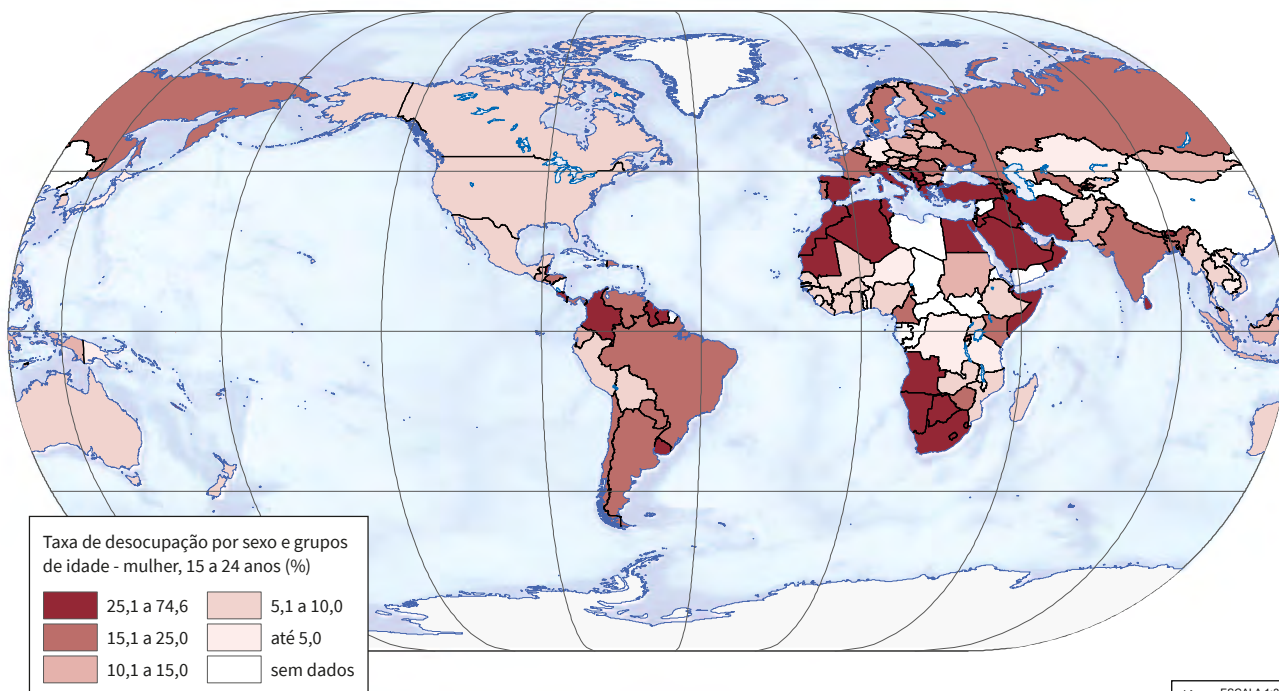 Taxa de desocupação por sexo e grupos
de idade - mulher, 15 a 24 anos (%)
25,1 a 74,6
15,1 a 25,0
10,1 a 15,0
5,1 a 10,0
até 5,0
sem dados